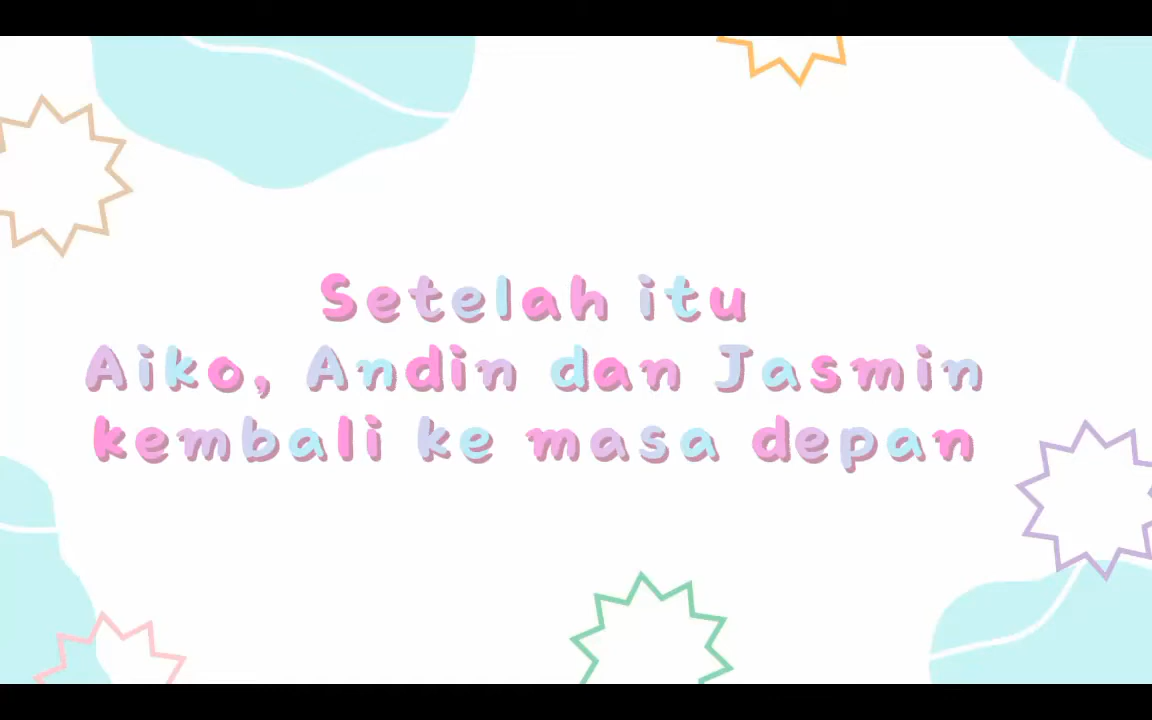 Setelah itu
Aiko, Andin dan Jasmin
kembali ke masa depan